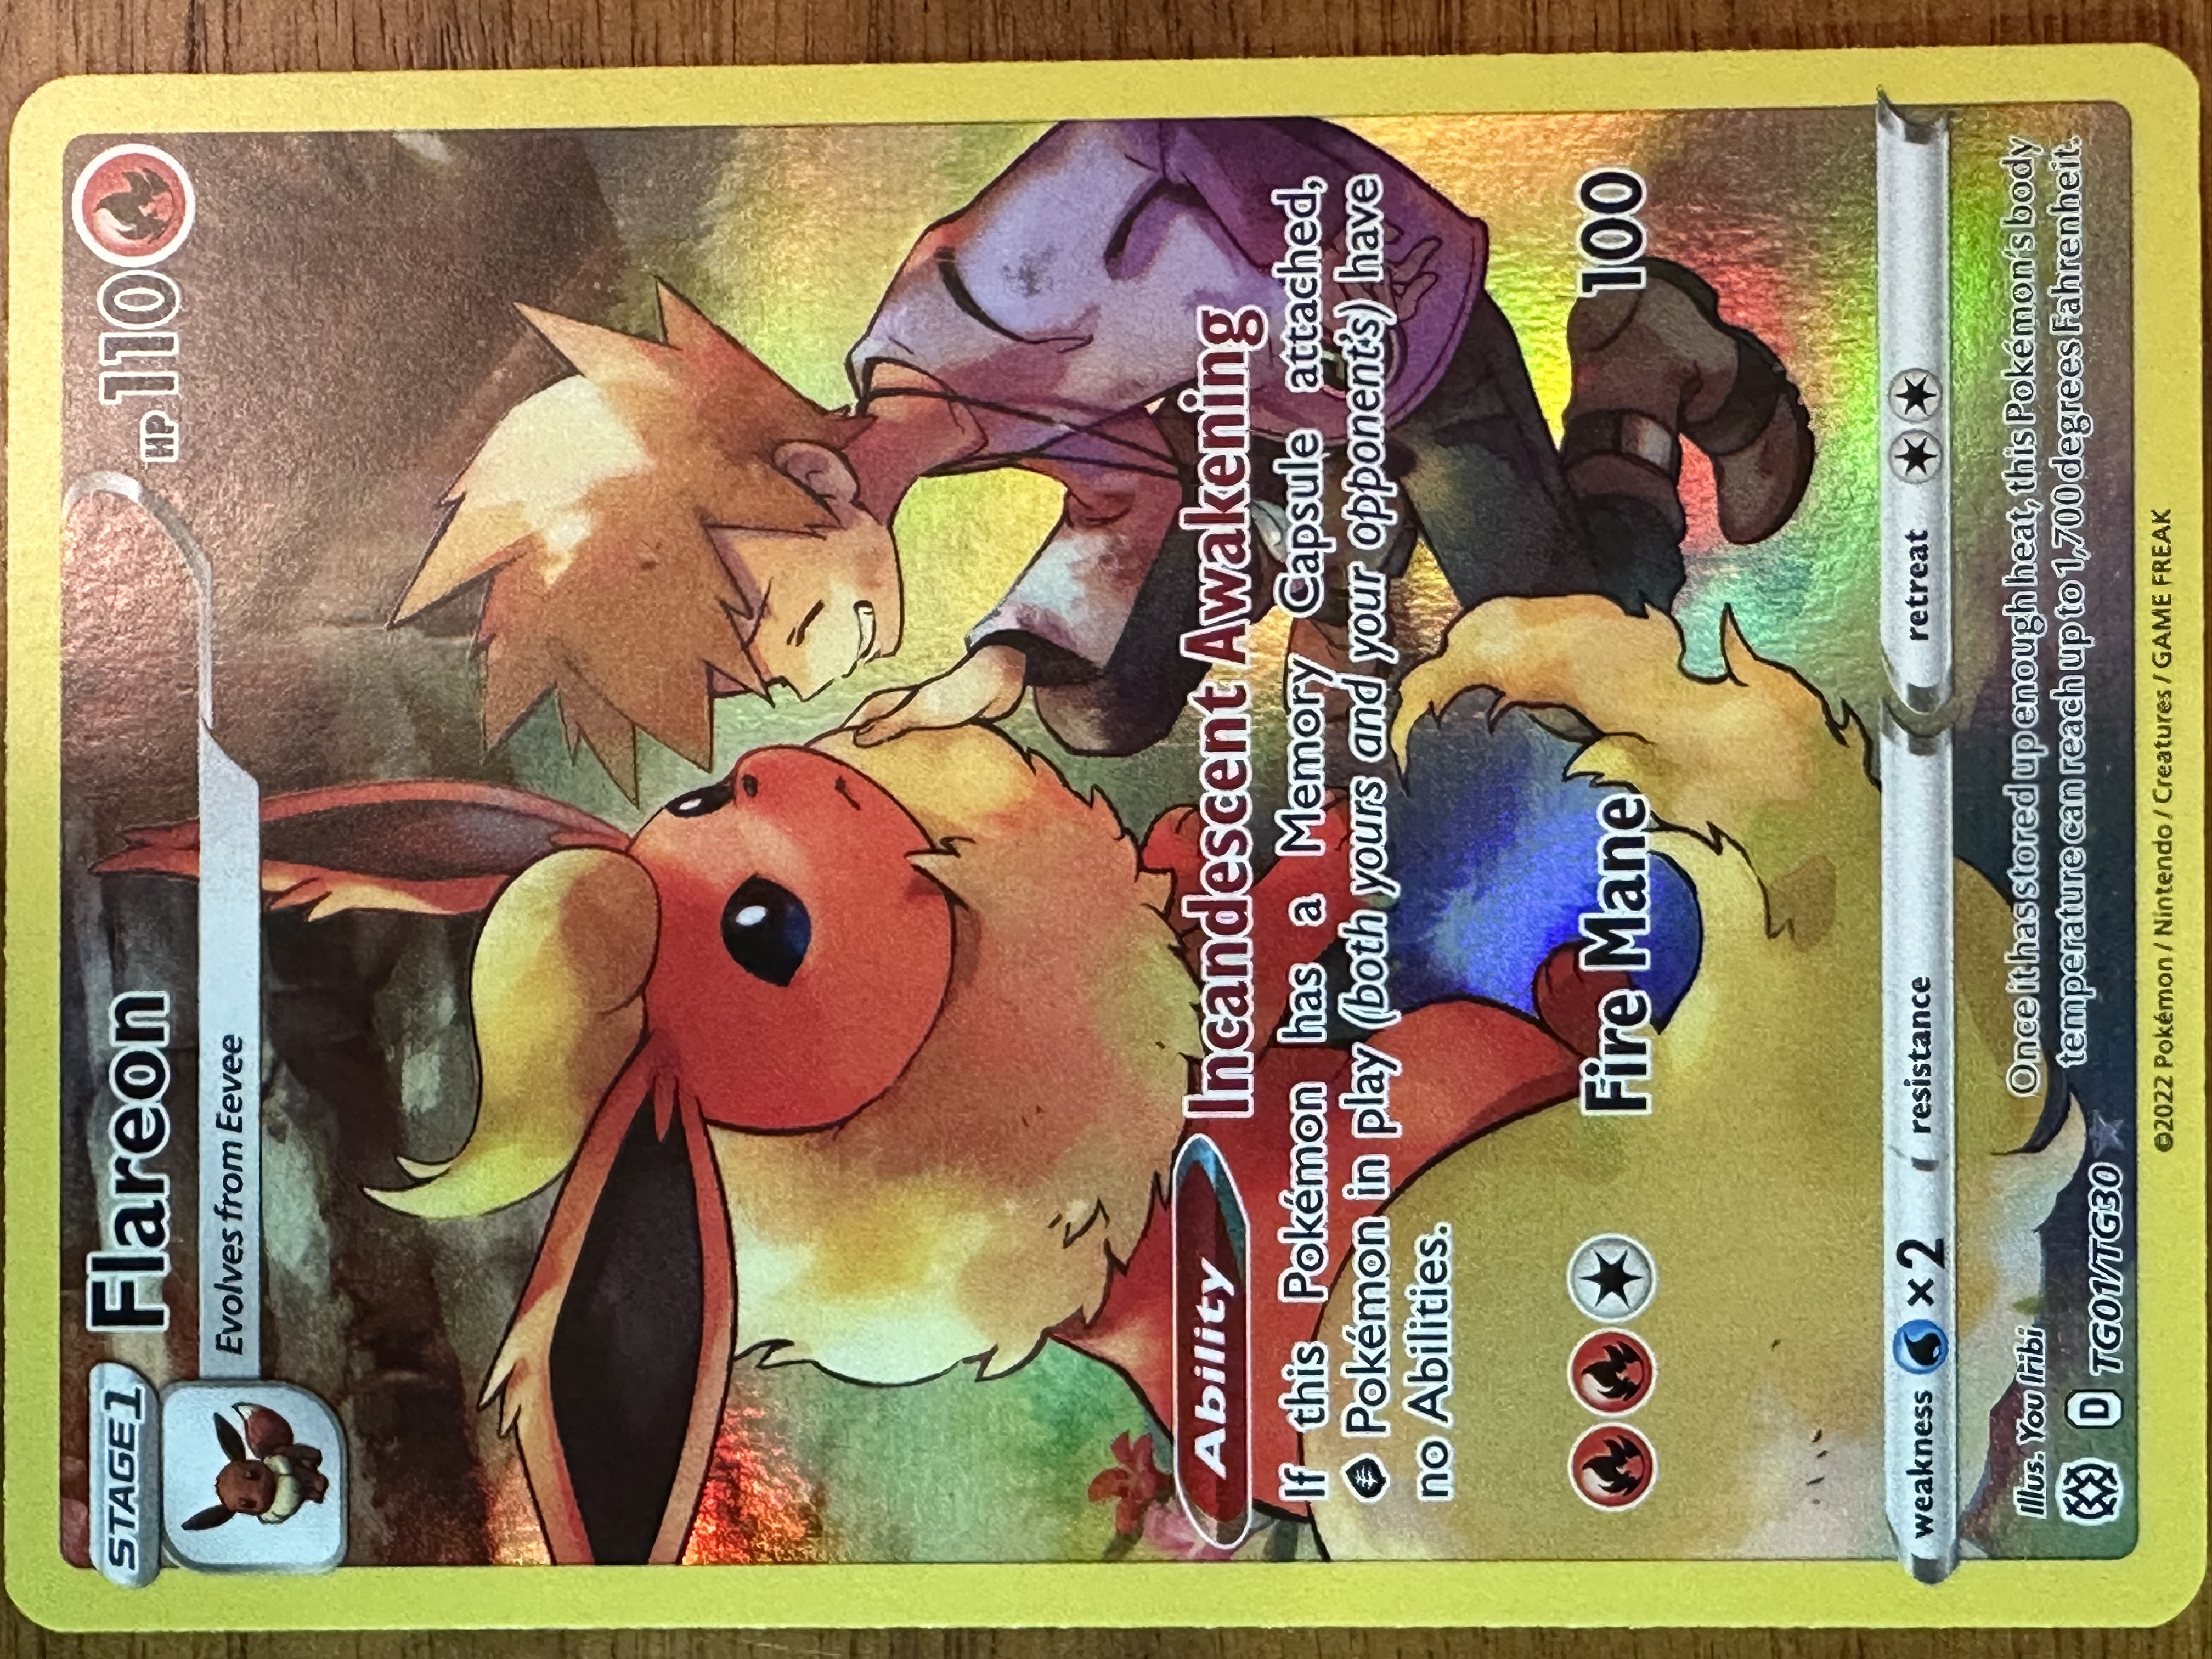 STAGE1 Flareon HP110
Evolves from Eevee
Ability Incandescent Awakening
If this Pokémon has a Memory Capsule attached,
Pokémon in play (both yours and your opponent's) have
no Abilities.
Fire Mane 100
weakness ×2 resistance retreat
Illus. You Iribi
Once it has stored up enough heat, this Pokémon's body
temperature can reach up to 1,700 degrees Fahrenheit.
D TG01/TG30
©2022 Pokémon / Nintendo / Creatures / GAME FREAK